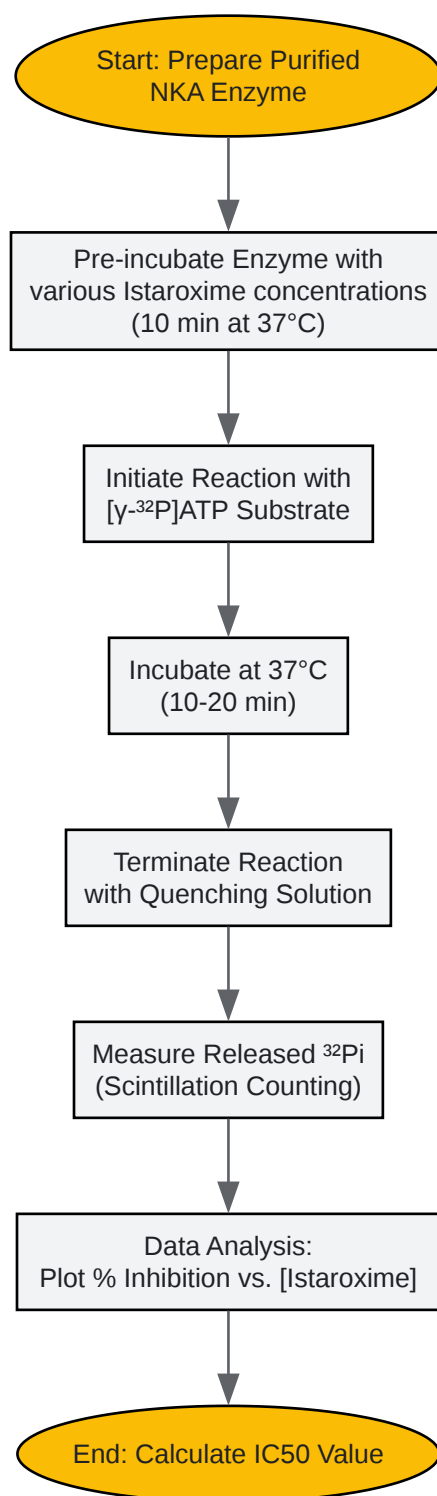 Start: Prepare Purified
NKA Enzyme
Pre-incubate Enzyme with
various Istaroxime concentrations
(10 min at 37°C)
Initiate Reaction with
[γ-³²P]ATP Substrate
Incubate at 37°C
(10-20 min)
Terminate Reaction
with Quenching Solution
Measure Released ³²Pi
(Scintillation Counting)
Data Analysis:
Plot % Inhibition vs. [Istaroxime]
End: Calculate IC50 Value